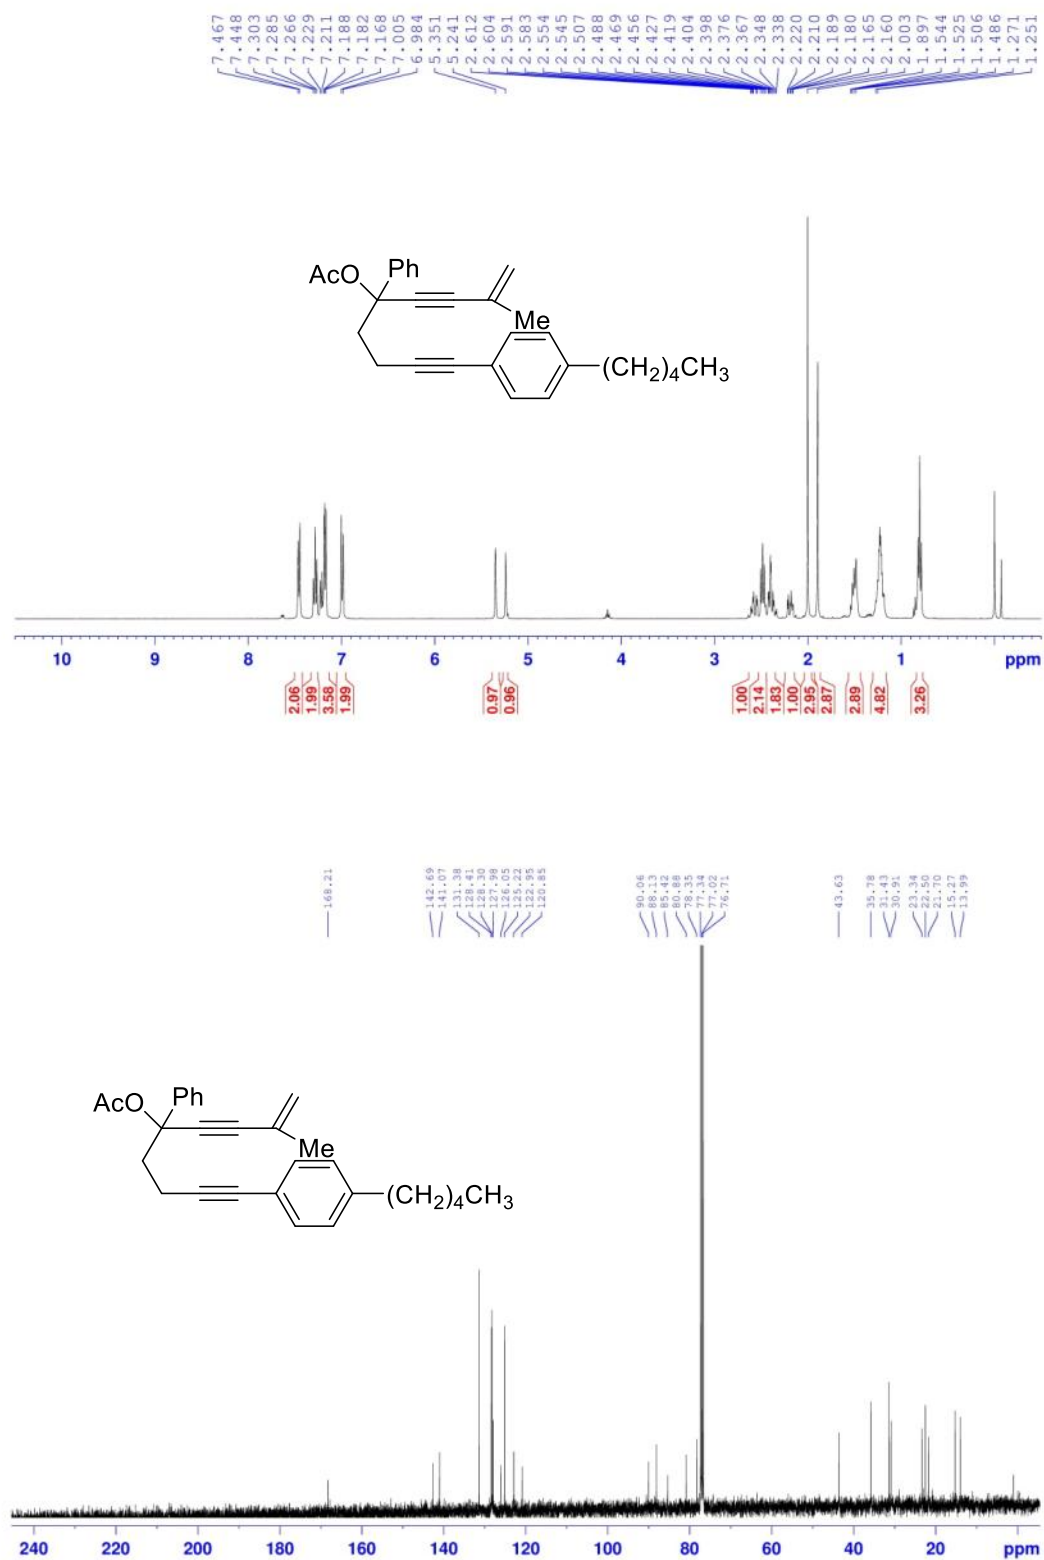 7.467 7.448 7.303 7.285 7.266 7.229 7.211 7.188 7.182 7.168 7.005 6.984 5.351 5.241 2.612 2.604 2.591 2.583 2.554 2.545 2.507 2.488 2.469 2.456 2.427 2.419 2.404 2.398 2.376 2.367 2.348 2.338 2.220 2.210 2.189 2.180 2.165 2.160 2.003 1.897 1.544 1.525 1.506 1.486 1.271 1.251
AcO Ph
Me
(CH2)4CH3
10 9 8 7 6 5 4 3 2 1 ppm
2.06 1.99 3.58 1.99 0.97 0.96 1.00 2.14 1.83 1.00 2.95 2.87 2.89 4.82 3.26
168.21 142.69 141.07 131.38 128.41 128.30 127.98 126.05 125.22 122.95 120.85 90.06 88.13 85.42 80.88 78.35 77.34 77.02 76.71 43.63 35.78 31.43 30.91 23.34 22.50 21.70 15.27 13.99
AcO Ph
Me
(CH2)4CH3
240 220 200 180 160 140 120 100 80 60 40 20 ppm